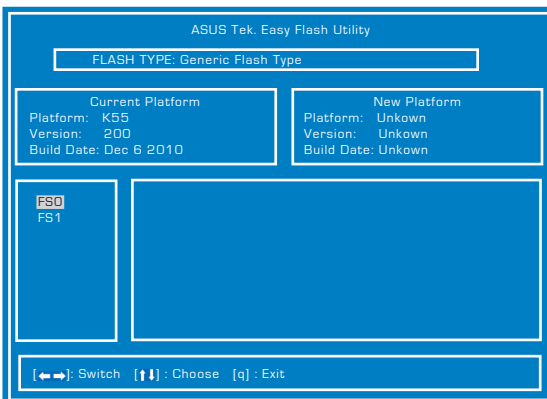 ASUS Tek. Easy Flash Utility
FLASH TYPE: Generic Flash Type
Current Platform
Platform: K55
Version: 200
Build Date: Dec 6 2010
New Platform
Platform: Unkown
Version: Unkown
Build Date: Unkown
FS0
FS1
[←→]: Switch [↑↓] : Choose [q] : Exit